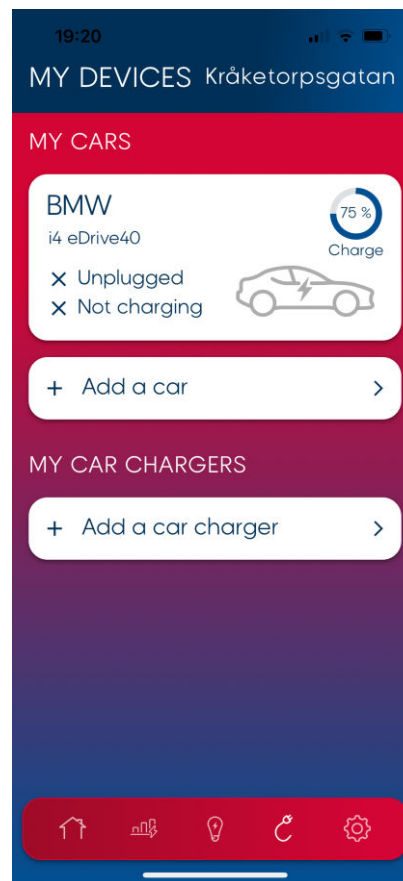 19:20
MY DEVICES Kråketorpsgatan
MY CARS
BMW
75 %
i4 eDrive40
Charge
Unplugged
Not charging
+ Add a car
MY CAR CHARGERS
+ Add a car charger